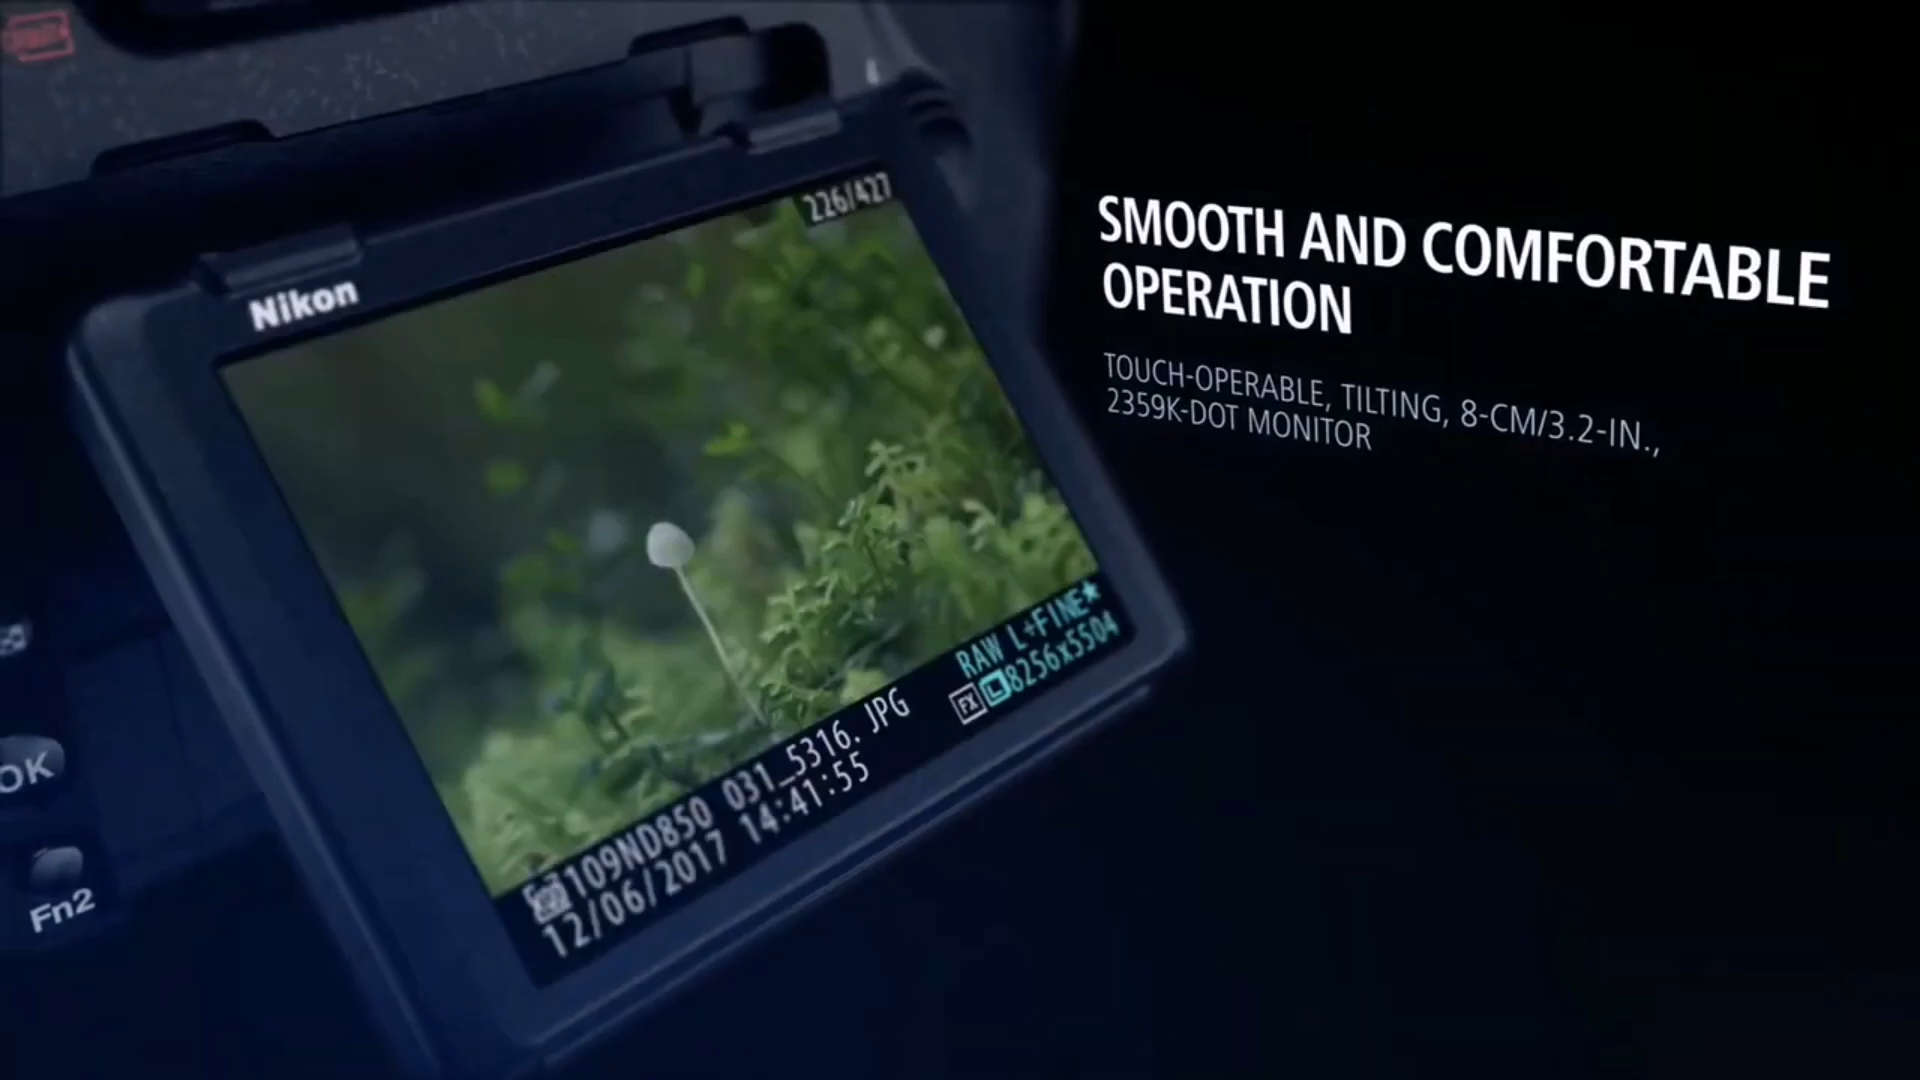 SMOOTH AND COMFORTABLE
OPERATION
TOUCH-OPERABLE, TILTING, 8-CM/3.2-IN.,
2359K-DOT MONITOR
Nikon
226/427
RAW L+FINE★
FX L 8256x5504
109ND850 031_5316.JPG
12/06/2017 14:41:55
OK
Fn2